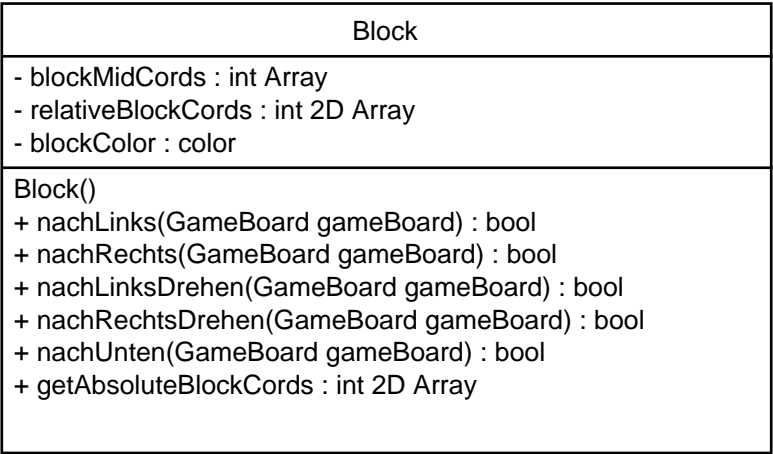 Block
- blockMidCords : int Array
- relativeBlockCords : int 2D Array
- blockColor : color
Block()
+ nachLinks(GameBoard gameBoard) : bool
+ nachRechts(GameBoard gameBoard) : bool
+ nachLinksDrehen(GameBoard gameBoard) : bool
+ nachRechtsDrehen(GameBoard gameBoard) : bool
+ nachUnten(GameBoard gameBoard) : bool
+ getAbsoluteBlockCords : int 2D Array